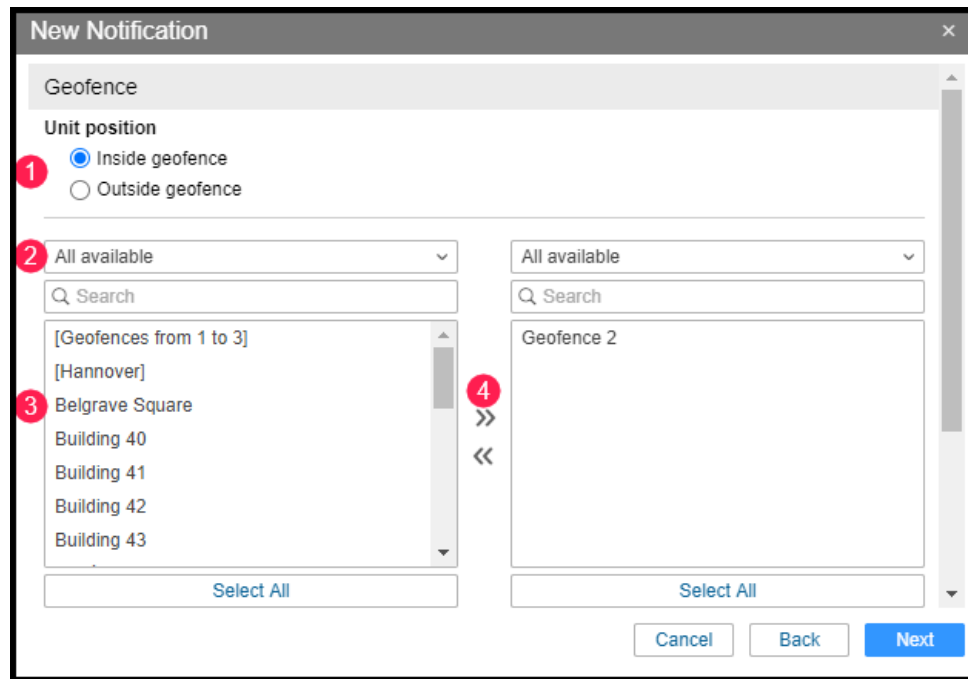 New Notification
Geofence
Unit position
1
Inside geofence
Outside geofence
2
All available
All available
Search
Search
[Geofences from 1 to 3]
Geofence 2
[Hannover]
4
3
Belgrave Square
Building 40
Building 41
Building 42
Building 43
Select All
Select All
Cancel
Back
Next